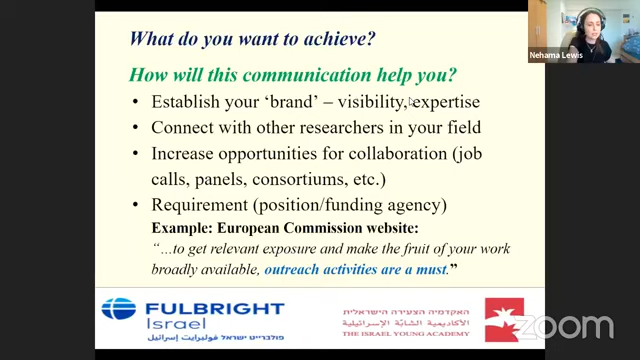 What do you want to achieve?
How will this communication help you?
• Establish your ‘brand’ – visibility, expertise
• Connect with other researchers in your field
• Increase opportunities for collaboration (job
calls, panels, consortiums, etc.)
• Requirement (position/funding agency)
Example: European Commission website:
“…to get relevant exposure and make the fruit of your work
broadly available, outreach activities are a must.”
Nehama Lewis
FULBRIGHT
Israel
פולברייט ישראל فولبرايت إسرائيل
האקדמיה הצעירה הישראלית
الأكاديمية الشابّة الإسرائيلية
THE ISRAEL YOUNG ACADEMY
zoom